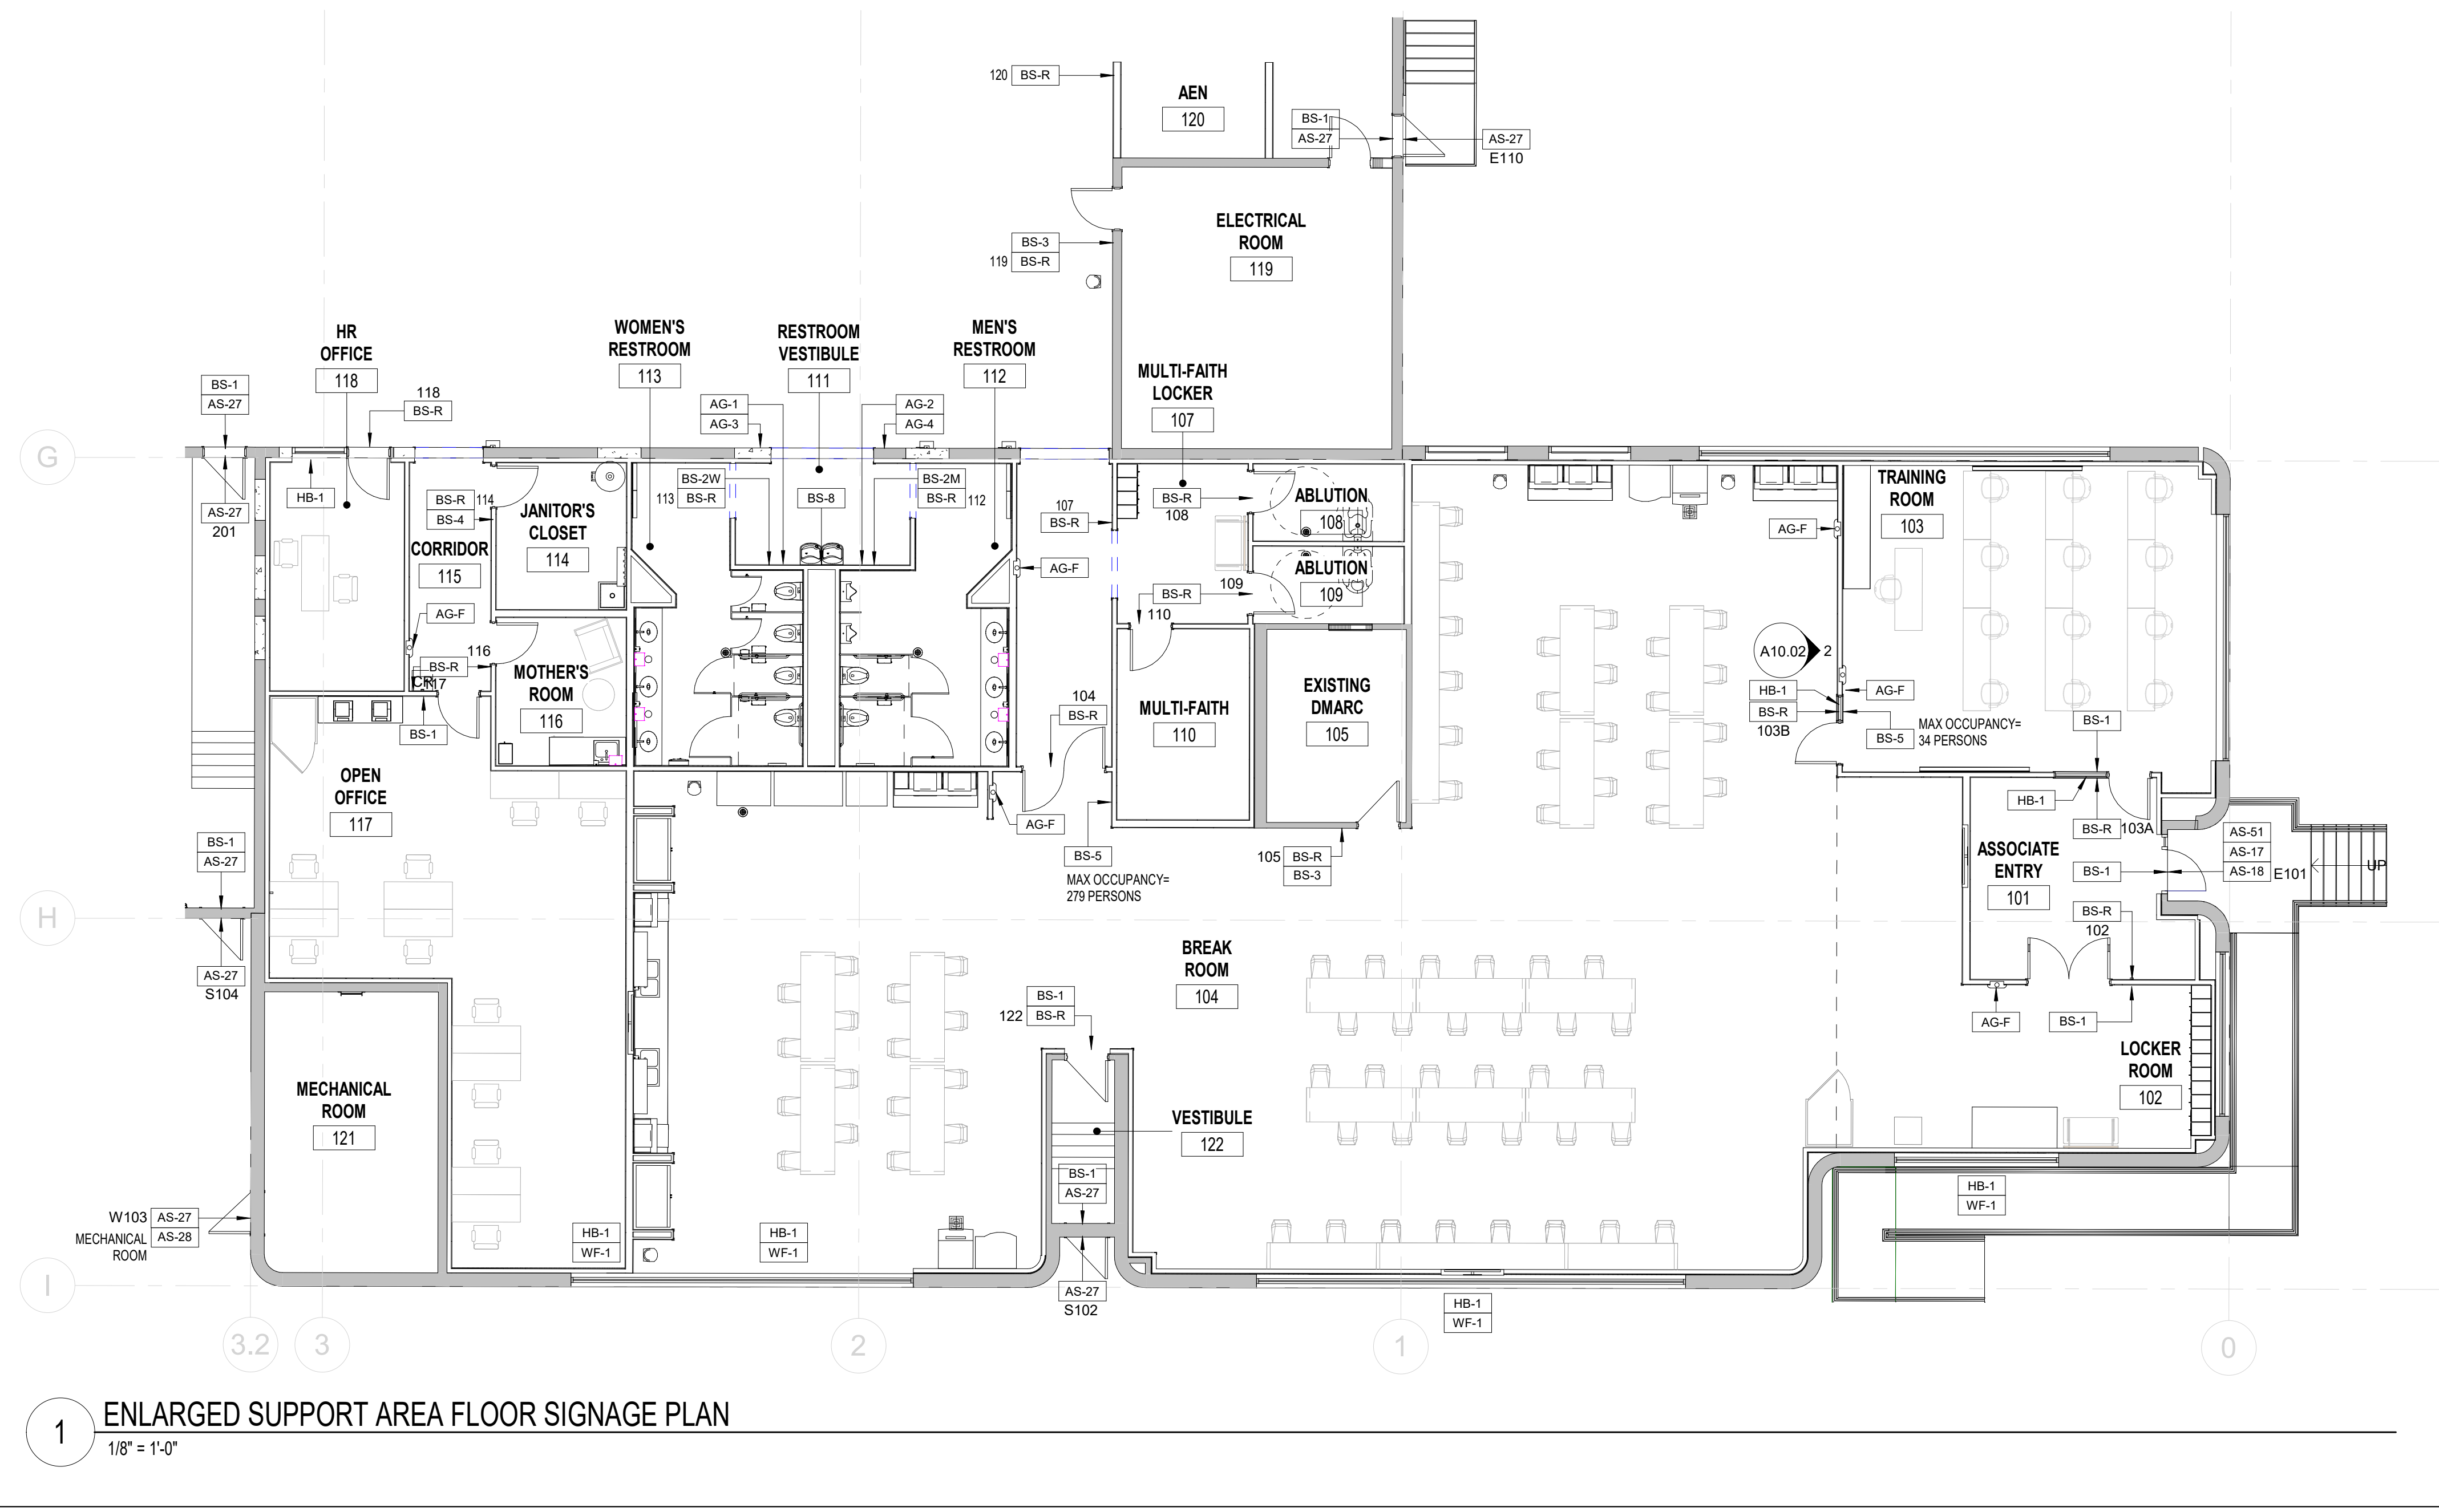 120 BS-R
AEN
120
BS-1
AS-27
AS-27
E110
ELECTRICAL
ROOM
119
BS-3
119 BS-R
HR
OFFICE
118
WOMEN'S
RESTROOM
113
RESTROOM
VESTIBULE
111
MEN'S
RESTROOM
112
MULTI-FAITH
LOCKER
107
BS-1
AS-27
118
BS-R
AG-1
AG-3
AG-2
AG-4
G
HB-1
AS-27
201
BS-R 114
BS-4
JANITOR'S
CLOSET
114
BS-2W
113 BS-R
BS-8
BS-2M
BS-R 112
107
BS-R
BS-R
108
ABLUTION
108
TRAINING
ROOM
103
AG-F
CORRIDOR
115
AG-F
AG-F
109
BS-R
110
ABLUTION
109
116
BS-R
MOTHER'S
ROOM
116
BS-1
104
BS-R
MULTI-FAITH
110
EXISTING
DMARC
105
A10.02 2
HB-1
BS-R
103B
AG-F
BS-5
MAX OCCUPANCY=
34 PERSONS
BS-1
OPEN
OFFICE
117
HB-1
AG-F
BS-R 103A
BS-1
AS-27
BS-5
MAX OCCUPANCY=
279 PERSONS
105 BS-R
BS-3
ASSOCIATE
ENTRY
101
BS-1
AS-51
AS-17
AS-18 E101
UP
BS-R
102
H
AS-27
S104
BREAK
ROOM
104
BS-1
122 BS-R
AG-F
BS-1
LOCKER
ROOM
102
MECHANICAL
ROOM
121
VESTIBULE
122
BS-1
AS-27
W103 AS-27
MECHANICAL AS-28
ROOM
HB-1
WF-1
HB-1
WF-1
HB-1
WF-1
I
AS-27
S102
HB-1
WF-1
3.2
3
2
1
0
1
ENLARGED SUPPORT AREA FLOOR SIGNAGE PLAN
1/8" = 1'-0"